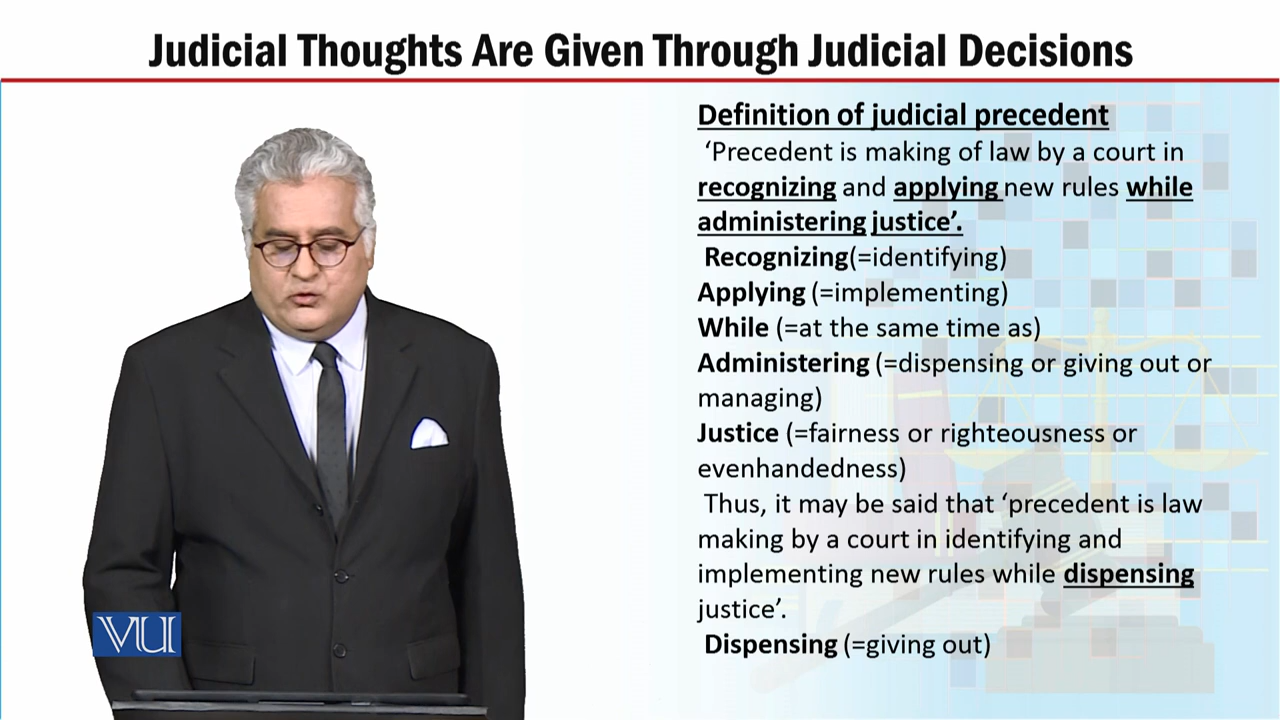 Judicial Thoughts Are Given Through Judicial Decisions
Definition of judicial precedent
‘Precedent is making of law by a court in
recognizing and applying new rules while
administering justice’.
Recognizing(=identifying)
Applying (=implementing)
While (=at the same time as)
Administering (=dispensing or giving out or
managing)
Justice (=fairness or righteousness or
evenhandedness)
Thus, it may be said that ‘precedent is law
making by a court in identifying and
implementing new rules while dispensing
justice’.
Dispensing (=giving out)
VU